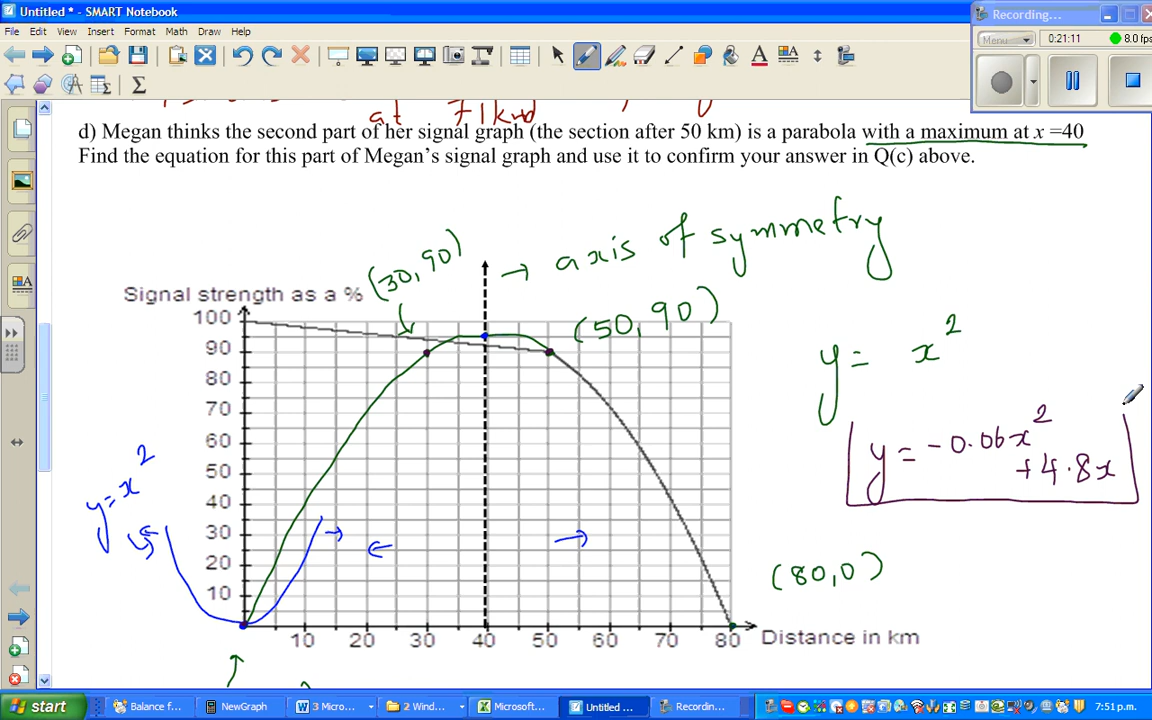 Untitled * - SMART Notebook
Recording...
File Edit View Insert Format Math Draw Help
Menu
0:21:11
8.0 fps
at 71km
d) Megan thinks the second part of her signal graph (the section after 50 km) is a parabola with a maximum at x =40
Find the equation for this part of Megan's signal graph and use it to confirm your answer in Q(c) above.
→ axis of symmetry
(30,90)
Signal strength as a %
(50,90)
100
90
80
70
60
50
40
30
20
10
y = x²
y = -0.06x²
+4.8x
y=x²
(80,0)
10 20 30 40 50 60 70 80 Distance in km
start
Balance f...
NewGraph
3 Micro...
2 Wind...
Microsoft...
Untitled ...
Recordin...
7:51 p.m.